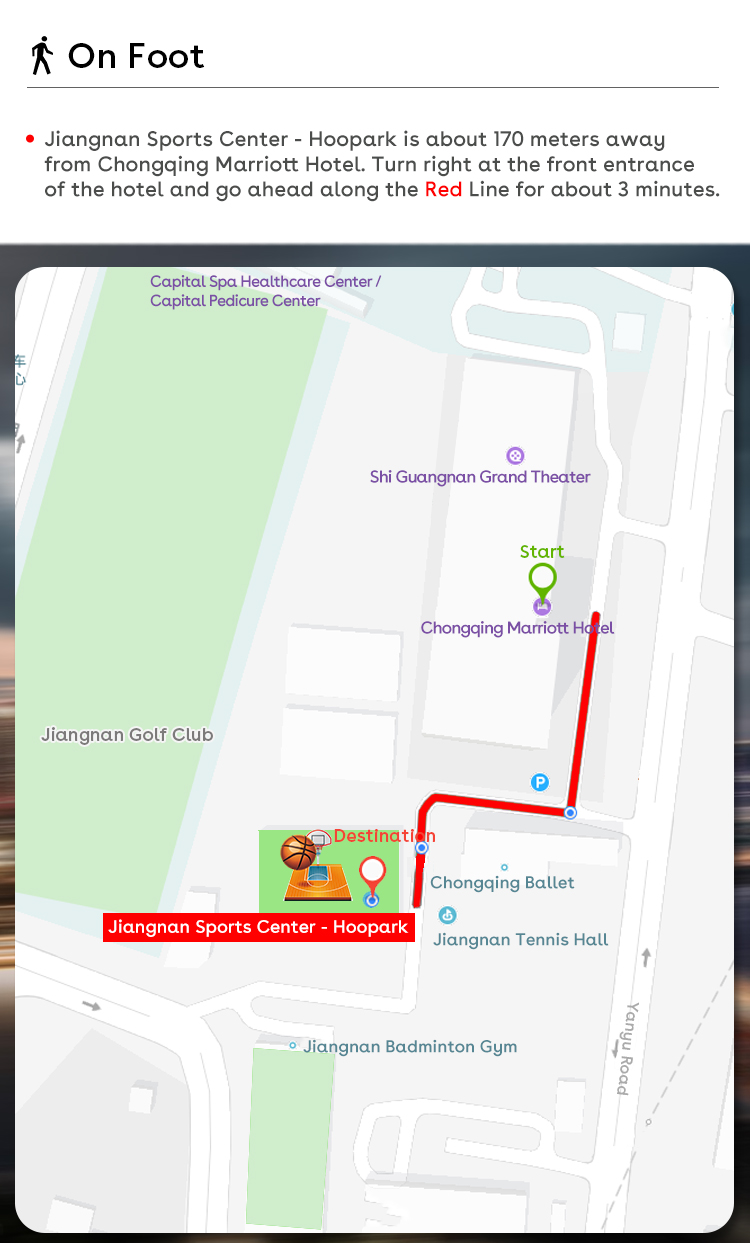 On Foot
Jiangnan Sports Center - Hoopark is about 170 meters away
from Chongqing Marriott Hotel. Turn right at the front entrance
of the hotel and go ahead along the Red Line for about 3 minutes.
Capital Spa Healthcare Center /
Capital Pedicure Center
车
心
Shi Guangnan Grand Theater
Start
Chongqing Marriott Hotel
Jiangnan Golf Club
P
Destination
Chongqing Ballet
Jiangnan Sports Center - Hoopark
Jiangnan Tennis Hall
Yanyu Road
Jiangnan Badminton Gym